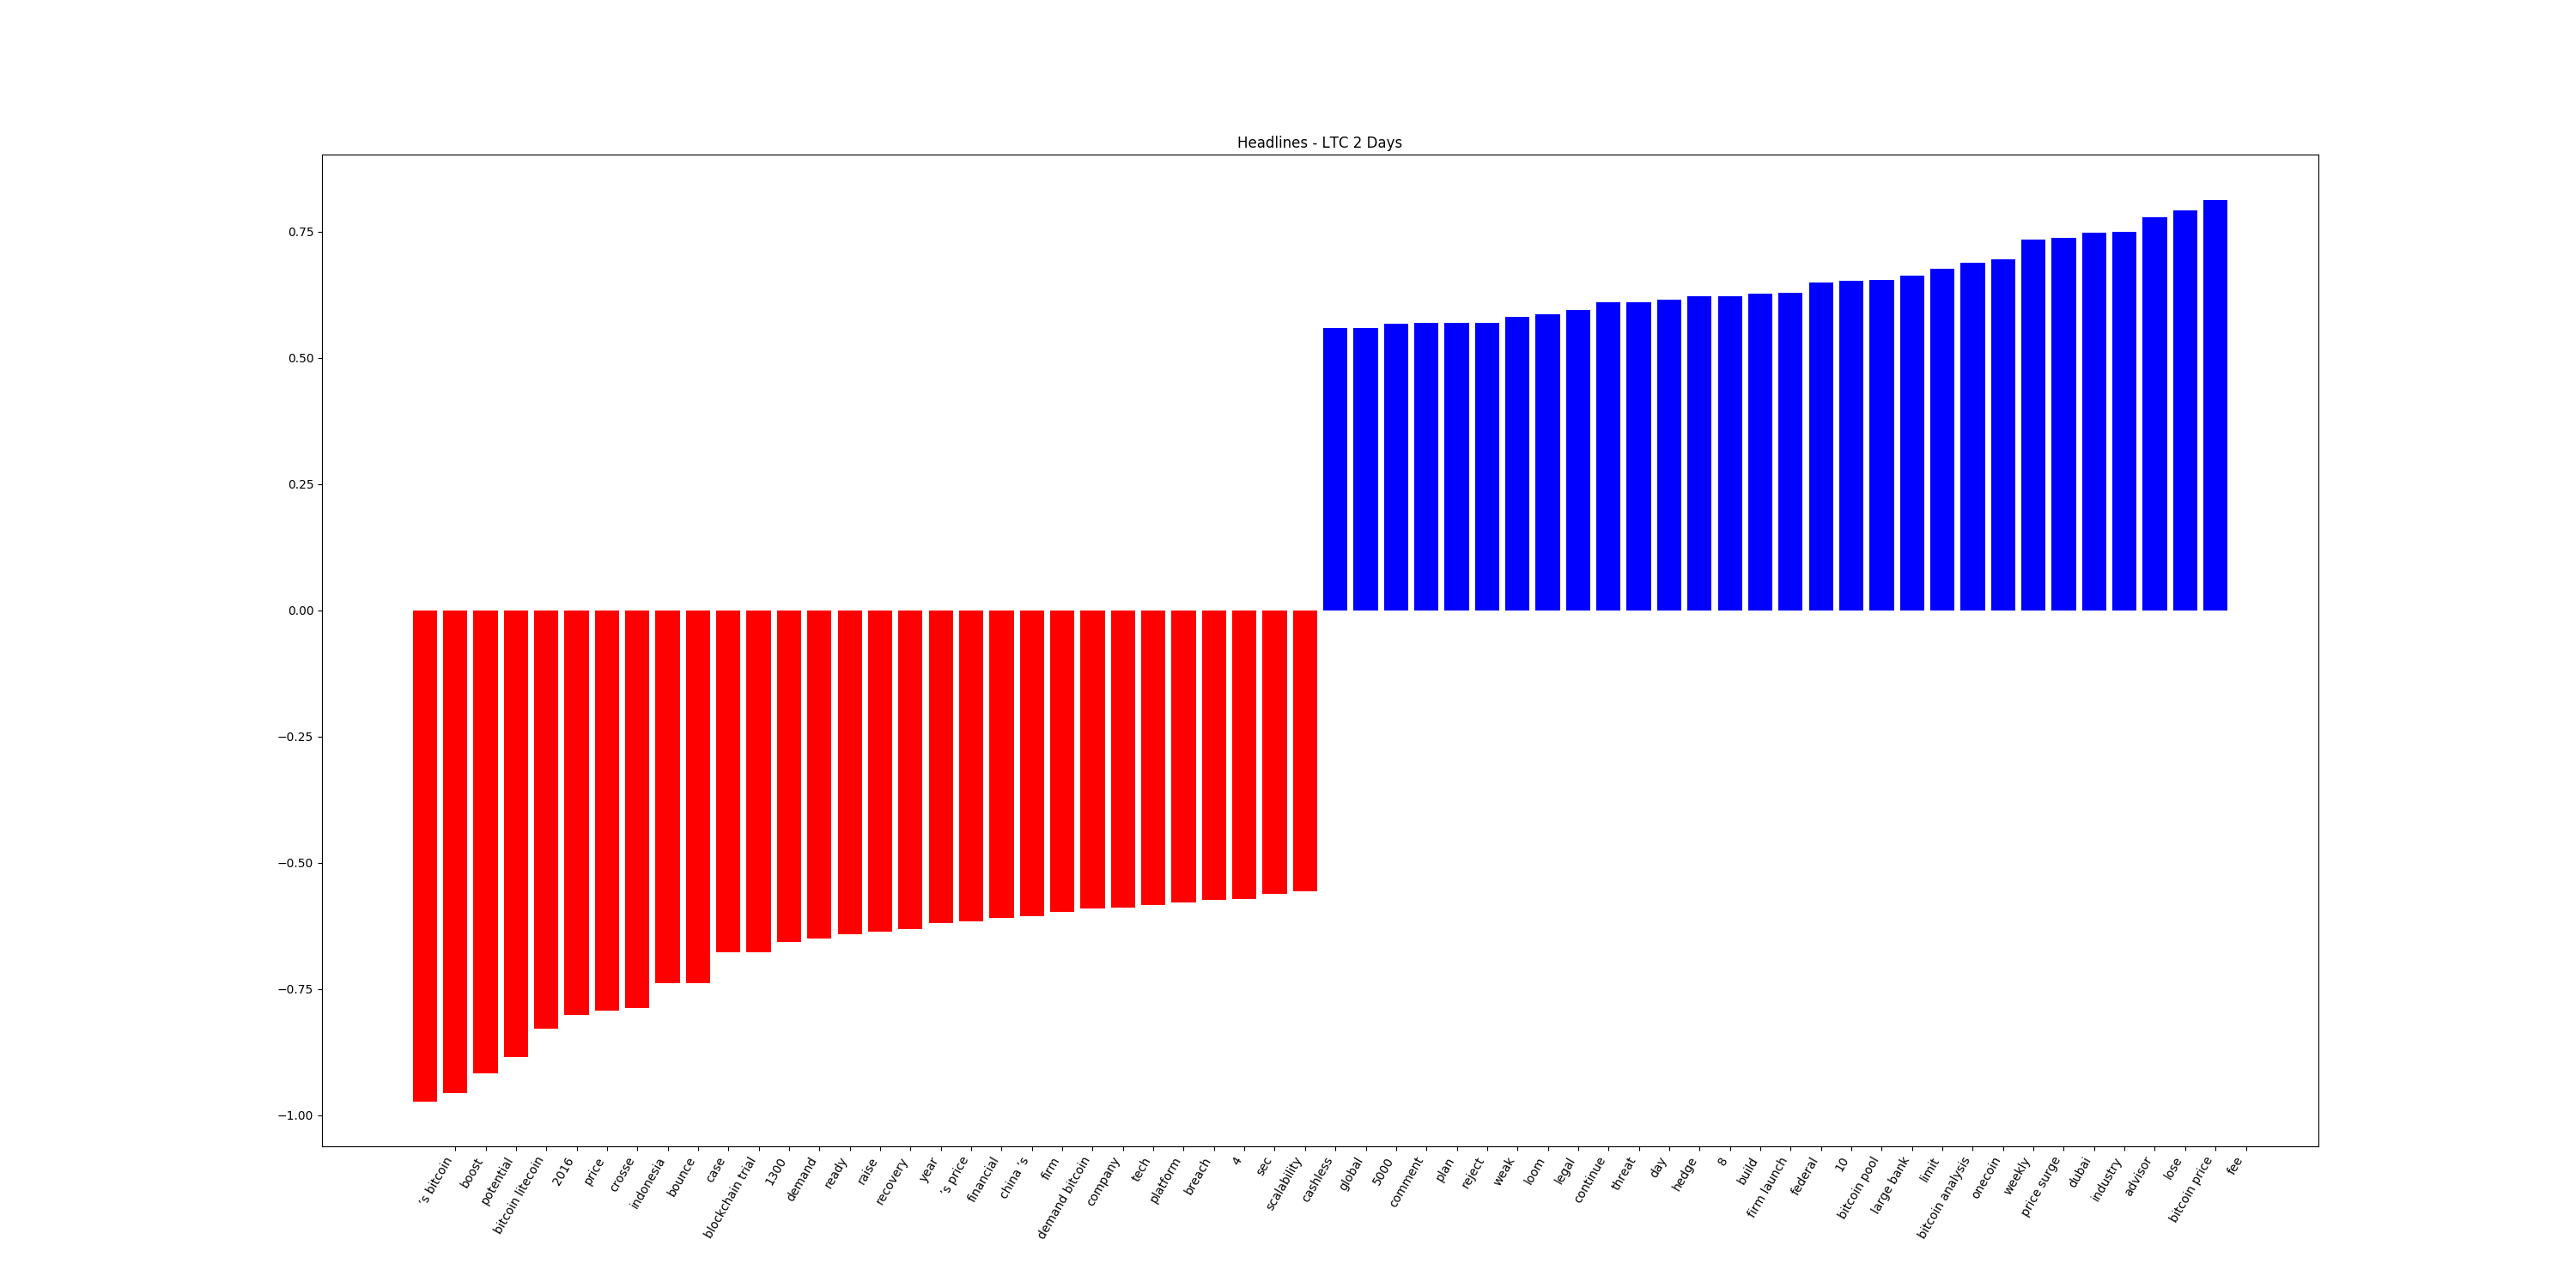 Headlines - LTC 2 Days
0.75
0.50
0.25
0.00
−0.25
−0.50
−0.75
−1.00
's bitcoin
boost
potential
bitcoin litecoin
2016
price
crosse
indonesia
bounce
case
blockchain trial
1300
demand
ready
raise
recovery
year
's price
financial
china 's
firm
demand bitcoin
company
tech
platform
breach
4
sec
scalability
cashless
global
5000
comment
plan
reject
weak
loom
legal
continue
threat
day
hedge
8
build
firm launch
federal
10
bitcoin pool
large bank
limit
bitcoin analysis
onecoin
weekly
price surge
dubai
industry
advisor
lose
bitcoin price
fee